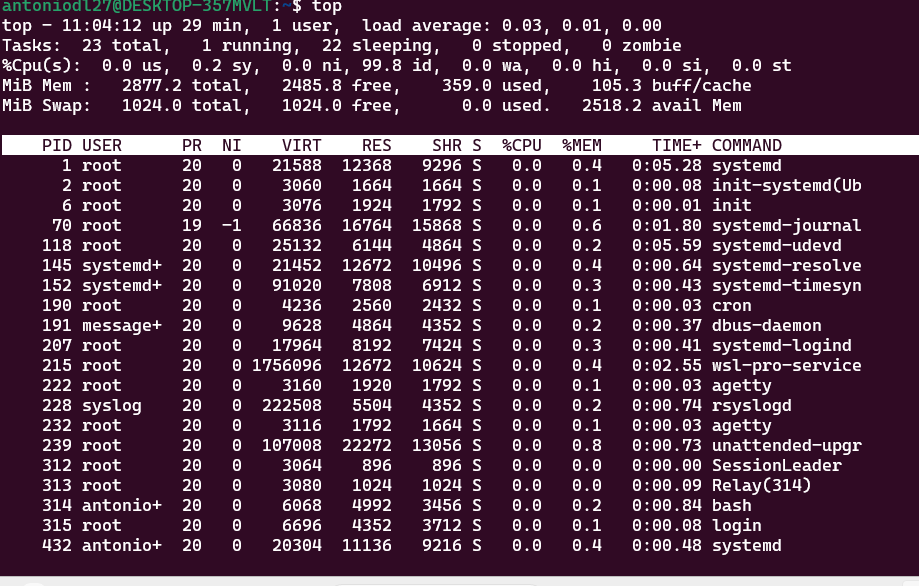 antoniodl27@DESKTOP-357MVLT:~$ top
top - 11:04:12 up 29 min,  1 user,  load average: 0.03, 0.01, 0.00
Tasks:  23 total,   1 running,  22 sleeping,   0 stopped,   0 zombie
%Cpu(s):  0.0 us,  0.2 sy,  0.0 ni, 99.8 id,  0.0 wa,  0.0 hi,  0.0 si,  0.0 st
MiB Mem :   2877.2 total,   2485.8 free,    359.0 used,    105.3 buff/cache
MiB Swap:   1024.0 total,   1024.0 free,      0.0 used.   2518.2 avail Mem
    PID USER      PR  NI    VIRT    RES    SHR S  %CPU  %MEM     TIME+ COMMAND
      1 root      20   0   21588  12368   9296 S   0.0   0.4   0:05.28 systemd
      2 root      20   0    3060   1664   1664 S   0.0   0.1   0:00.08 init-systemd(Ub
      6 root      20   0    3076   1924   1792 S   0.0   0.1   0:00.01 init
     70 root      19  -1   66836  16764  15868 S   0.0   0.6   0:01.80 systemd-journal
    118 root      20   0   25132   6144   4864 S   0.0   0.2   0:05.59 systemd-udevd
    145 systemd+  20   0   21452  12672  10496 S   0.0   0.4   0:00.64 systemd-resolve
    152 systemd+  20   0   91020   7808   6912 S   0.0   0.3   0:00.43 systemd-timesyn
    190 root      20   0    4236   2560   2432 S   0.0   0.1   0:00.03 cron
    191 message+  20   0    9628   4864   4352 S   0.0   0.2   0:00.37 dbus-daemon
    207 root      20   0   17964   8192   7424 S   0.0   0.3   0:00.41 systemd-logind
    215 root      20   0 1756096  12672  10624 S   0.0   0.4   0:02.55 wsl-pro-service
    222 root      20   0    3160   1920   1792 S   0.0   0.1   0:00.03 agetty
    228 syslog    20   0  222508   5504   4352 S   0.0   0.2   0:00.74 rsyslogd
    232 root      20   0    3116   1792   1664 S   0.0   0.1   0:00.03 agetty
    239 root      20   0  107008  22272  13056 S   0.0   0.8   0:00.73 unattended-upgr
    312 root      20   0    3064    896    896 S   0.0   0.0   0:00.00 SessionLeader
    313 root      20   0    3080   1024   1024 S   0.0   0.0   0:00.09 Relay(314)
    314 antonio+  20   0    6068   4992   3456 S   0.0   0.2   0:00.84 bash
    315 root      20   0    6696   4352   3712 S   0.0   0.1   0:00.08 login
    432 antonio+  20   0   20304  11136   9216 S   0.0   0.4   0:00.48 systemd